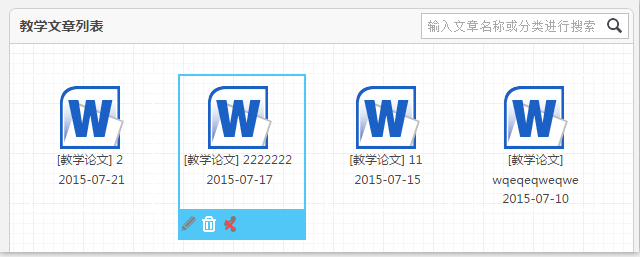 教学文章列表
输入文章名称或分类进行搜索
W
[教学论文] 2
2015-07-21
W
[教学论文] 2222222
2015-07-17
W
[教学论文] 11
2015-07-15
W
[教学论文]
wqeqeqweqwe
2015-07-10